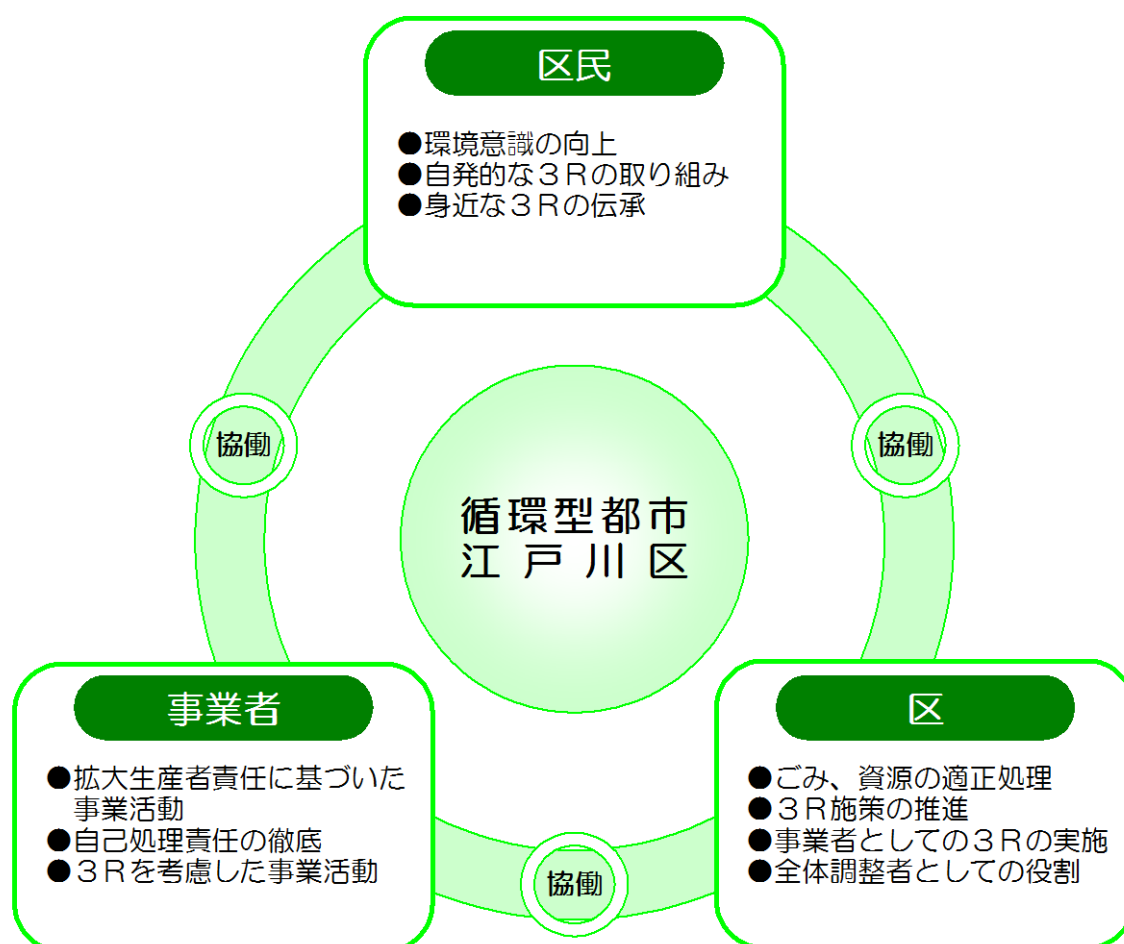 区民
●環境意識の向上
●自発的な３Ｒの取り組み
●身近な３Ｒの伝承
協働
協働
循環型都市
江戸川区
事業者
●拡大生産者責任に基づいた
事業活動
●自己処理責任の徹底
●３Ｒを考慮した事業活動
区
●ごみ、資源の適正処理
●３Ｒ施策の推進
●事業者としての３Ｒの実施
●全体調整者としての役割
協働